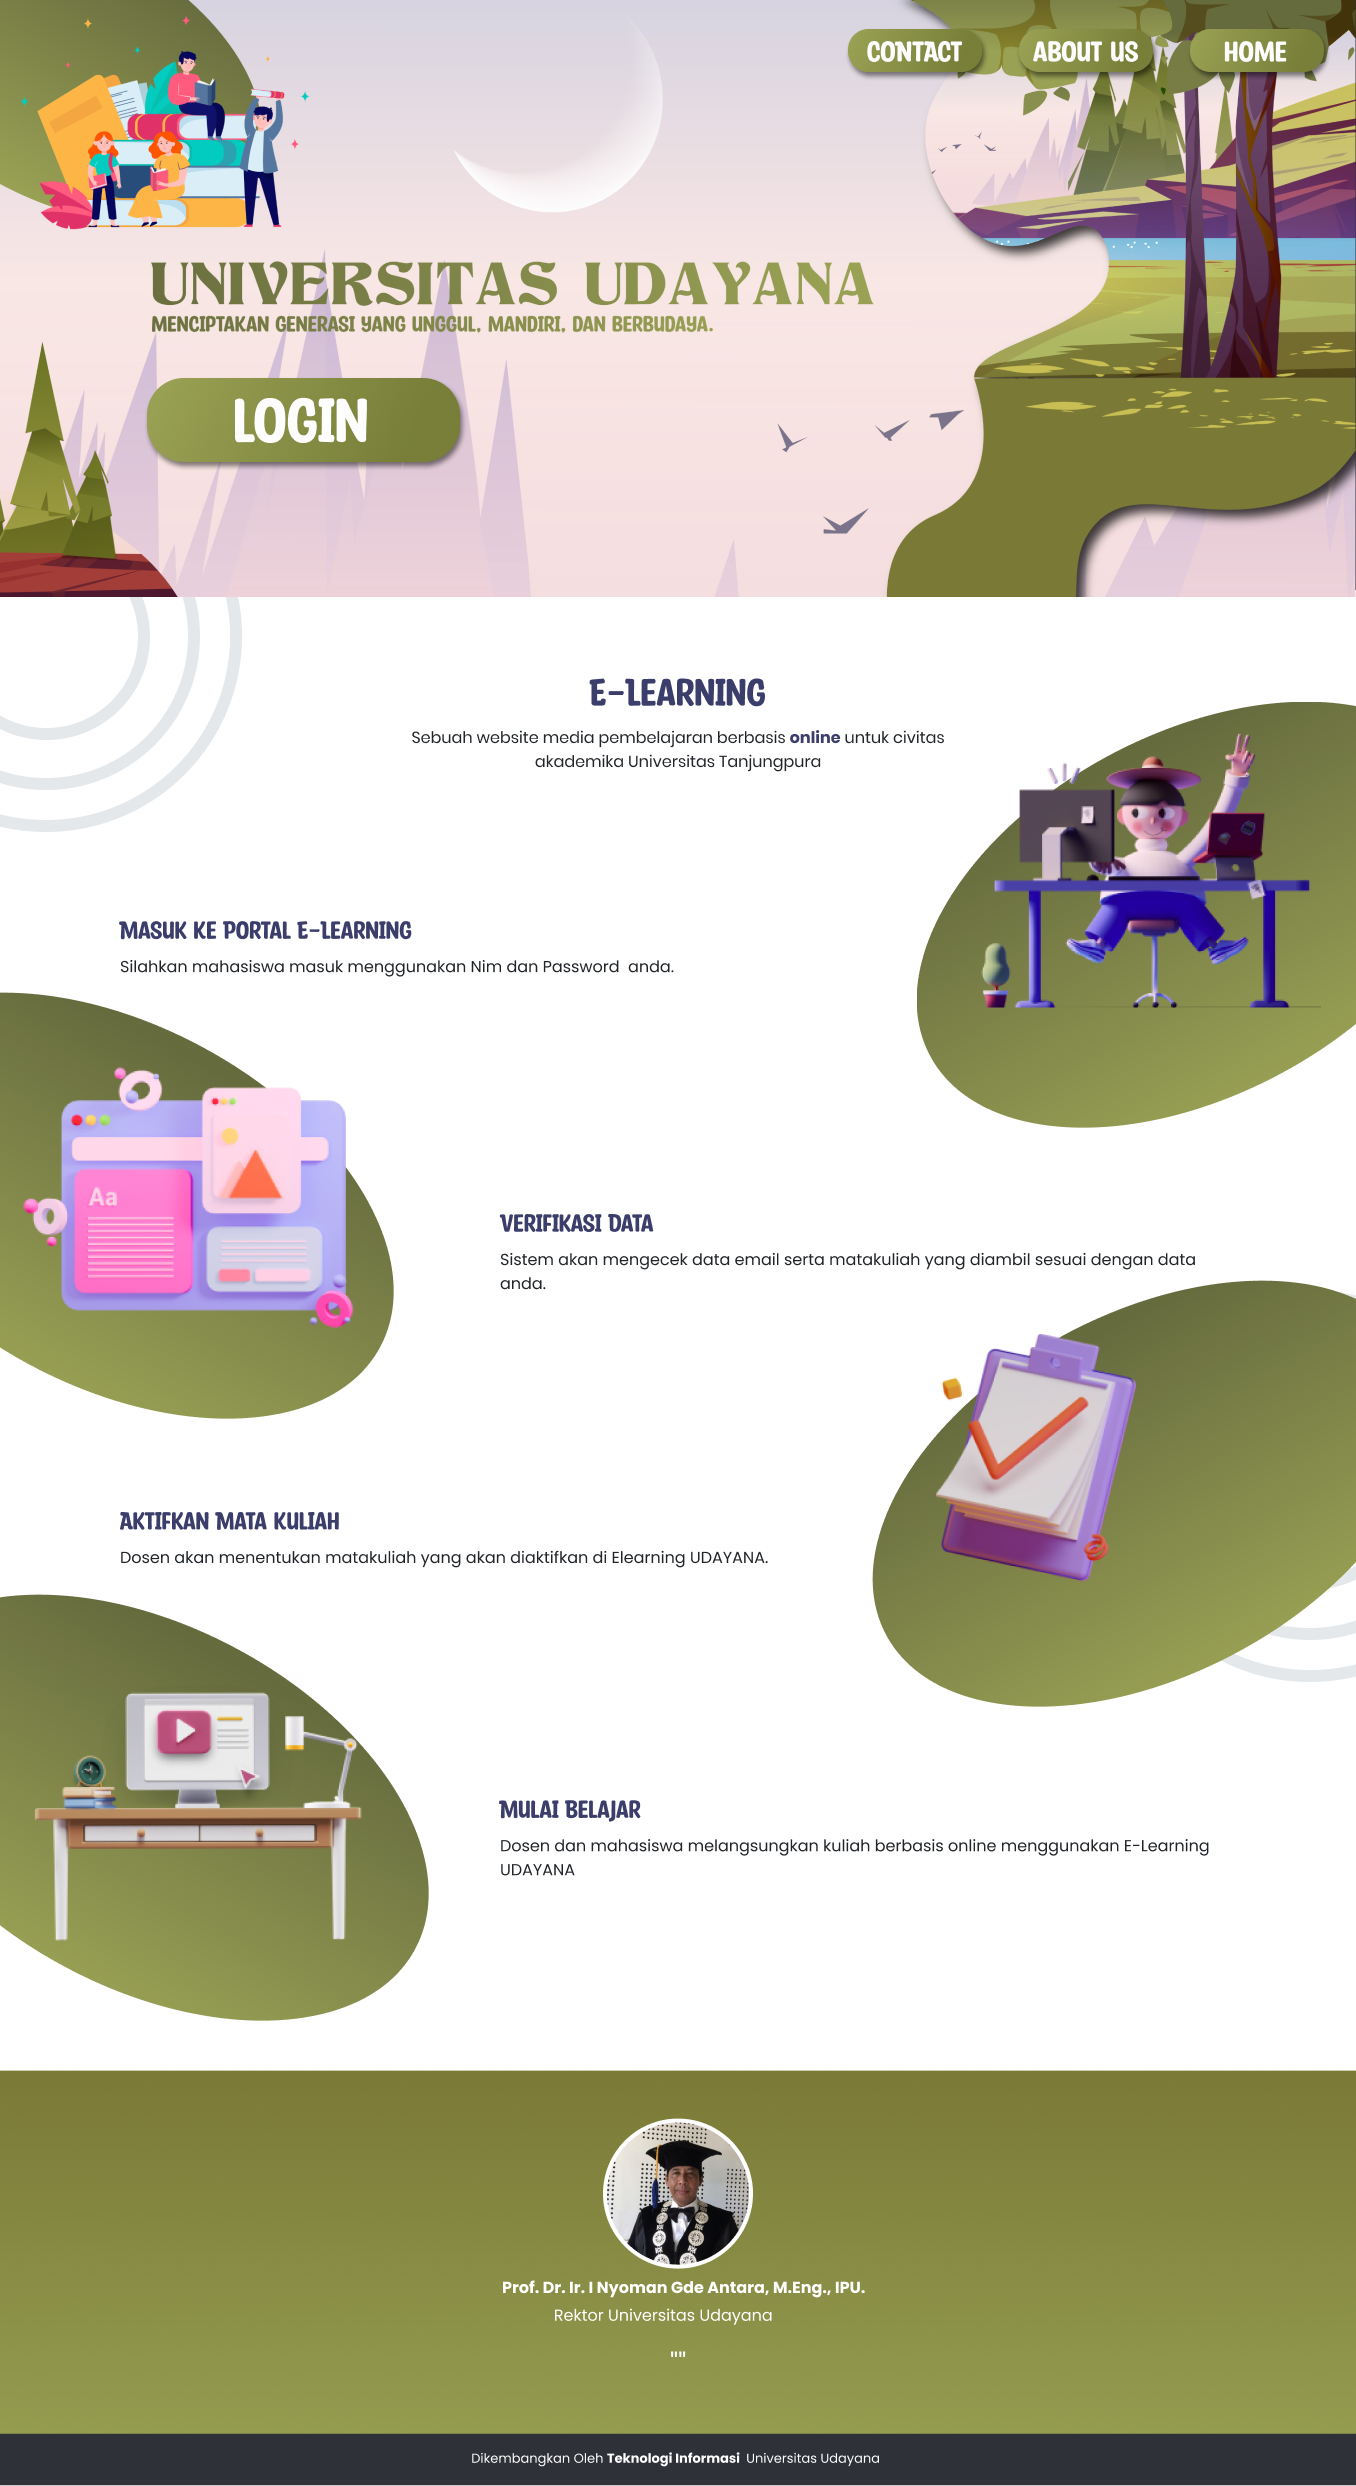 CONTACT ABOUT US HOME
UNIVERSITAS UDAYANA
MENCIPTAKAN GENERASI YANG UNGGUL, MANDIRI, DAN BERBUDAYA.
LOGIN
E-LEARNING
Sebuah website media pembelajaran berbasis online untuk civitas
akademika Universitas Tanjungpura
MASUK KE PORTAL E-LEARNING
Silahkan mahasiswa masuk menggunakan Nim dan Password anda.
Aa
VERIFIKASI DATA
Sistem akan mengecek data email serta matakuliah yang diambil sesuai dengan data
anda.
AKTIFKAN MATA KULIAH
Dosen akan menentukan matakuliah yang akan diaktifkan di Elearning UDAYANA.
MULAI BELAJAR
Dosen dan mahasiswa melangsungkan kuliah berbasis online menggunakan E-Learning
UDAYANA
Prof. Dr. Ir. I Nyoman Gde Antara, M.Eng., IPU.
Rektor Universitas Udayana
""
Dikembangkan Oleh Teknologi Informasi Universitas Udayana